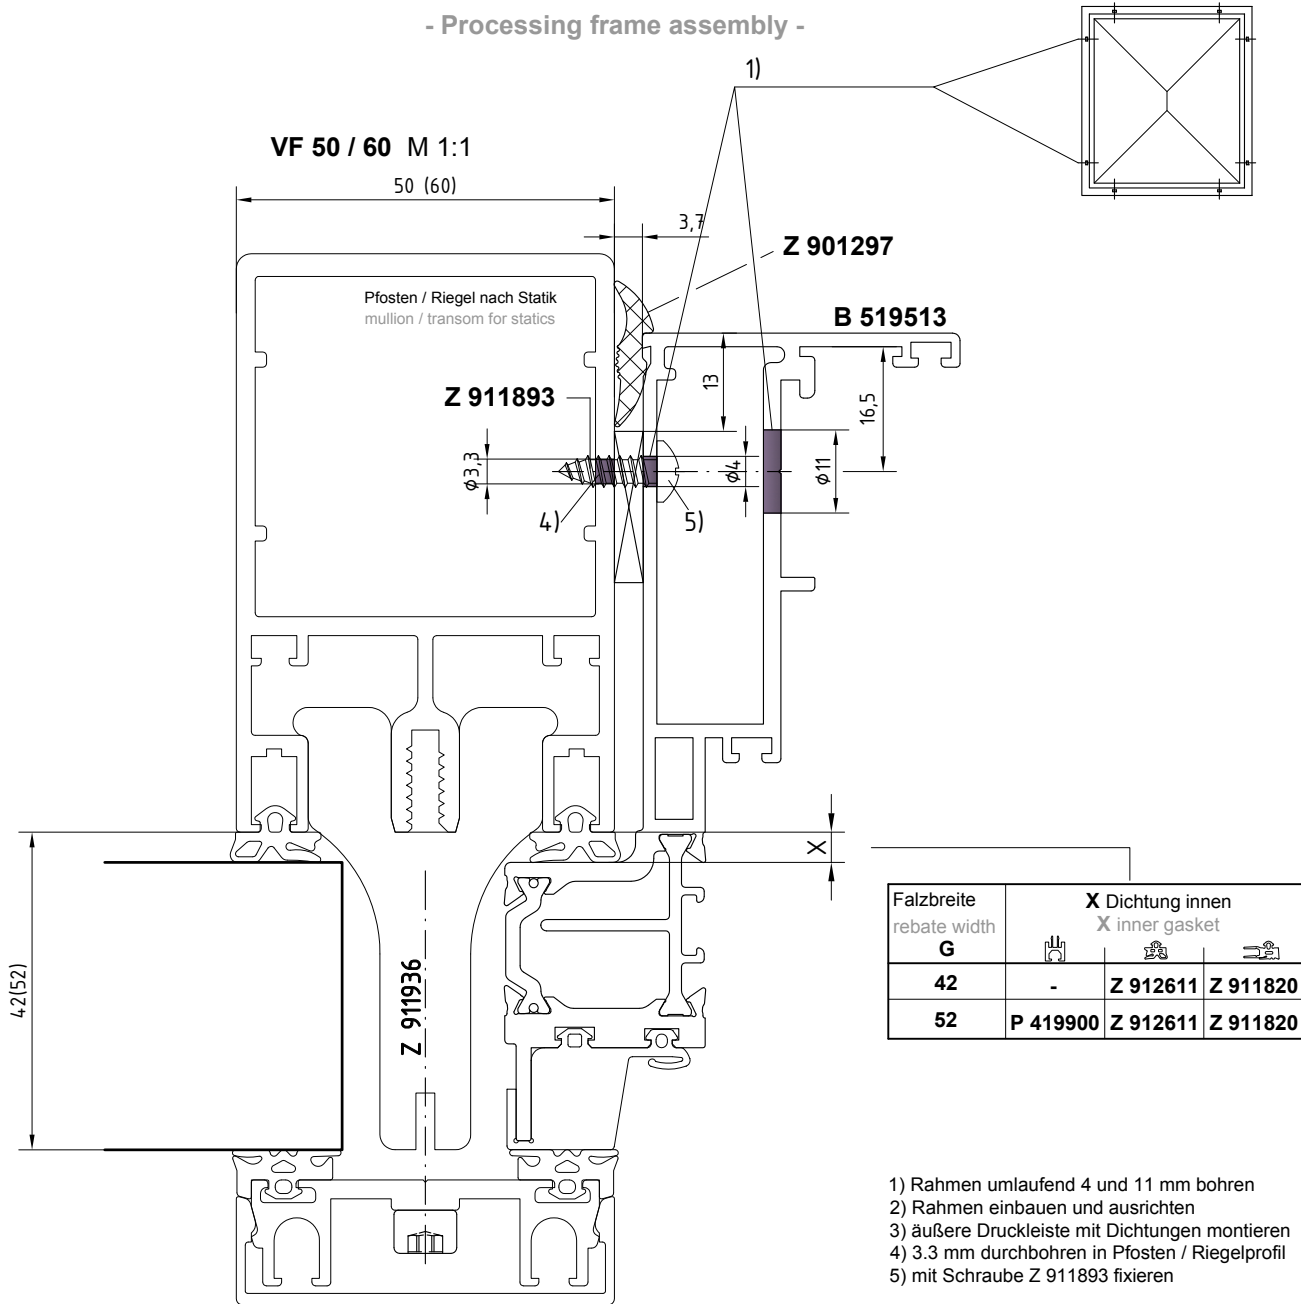 - Processing frame assembly -
1)
VF 50 / 60 M 1:1
50 (60)
3,7
Z 901297
Pfosten / Riegel nach Statik
mullion / transom for statics
B 519513
13
16,5
Z 911893
ϕ3,3
ϕ4
ϕ11
4)
5)
X
42(52)
Z 911936
Falzbreite X Dichtung innen
rebate width X inner gasket
G
42 - Z 912611 Z 911820
52 P 419900 Z 912611 Z 911820
1) Rahmen umlaufend 4 und 11 mm bohren
2) Rahmen einbauen und ausrichten
3) äußere Druckleiste mit Dichtungen montieren
4) 3.3 mm durchbohren in Pfosten / Riegelprofil
5) mit Schraube Z 911893 fixieren